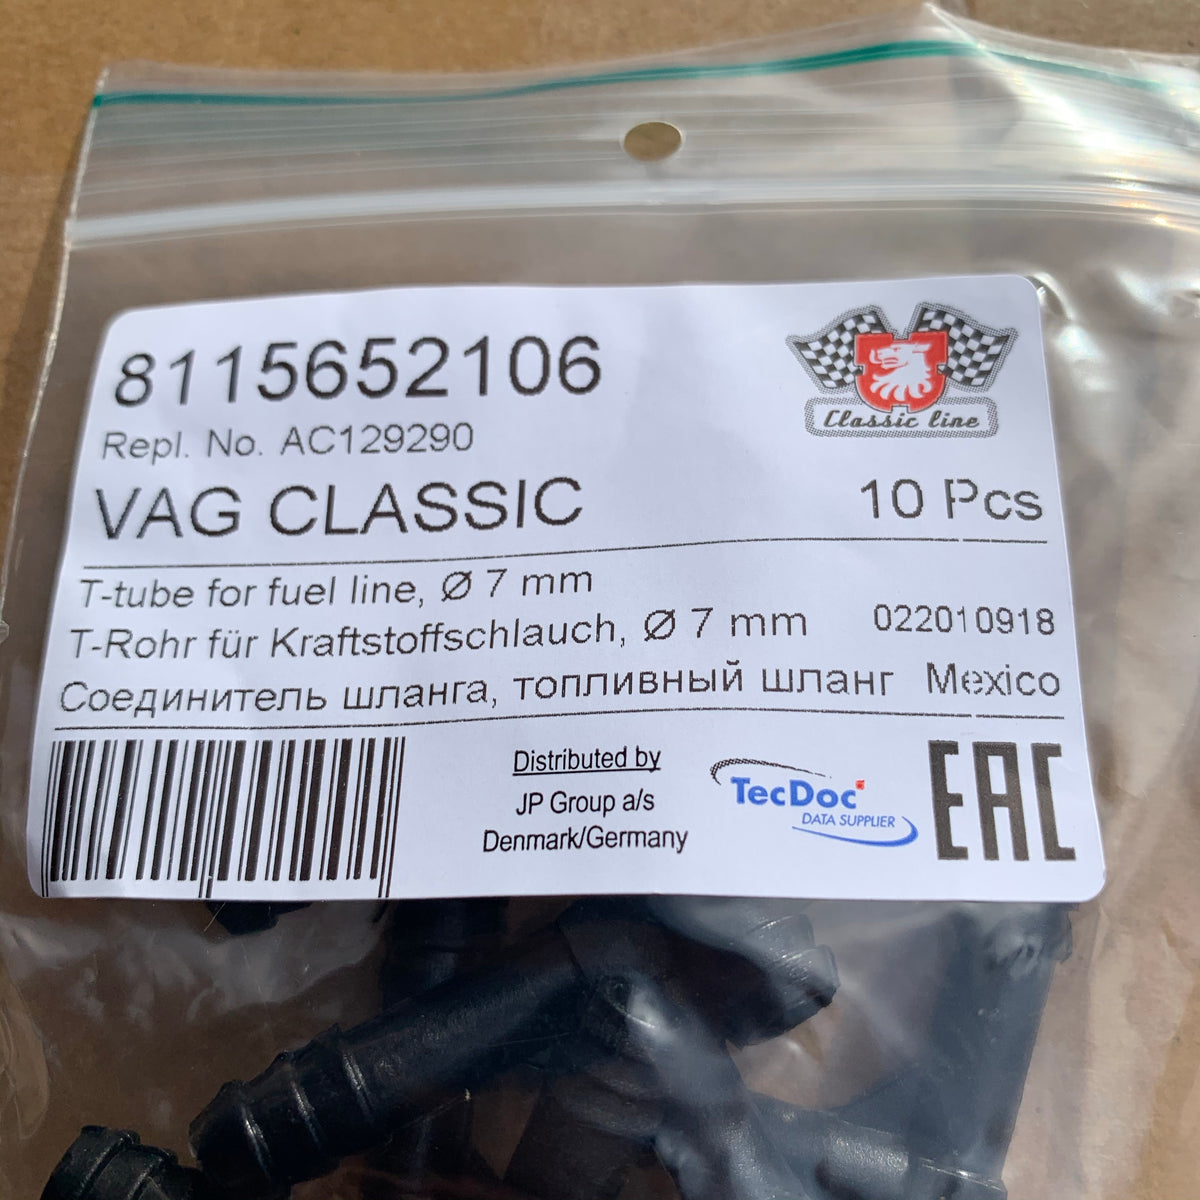 8115652106
Repl. No. AC129290
Classic line
VAG CLASSIC
10 Pcs
T-tube for fuel line, Ø 7 mm
T-Rohr für Kraftstoffschlauch, Ø 7 mm
022010918
Соединитель шланга, топливный шланг
Mexico
Distributed by
JP Group a/s
Denmark/Germany
TecDoc
DATA SUPPLIER
EAC